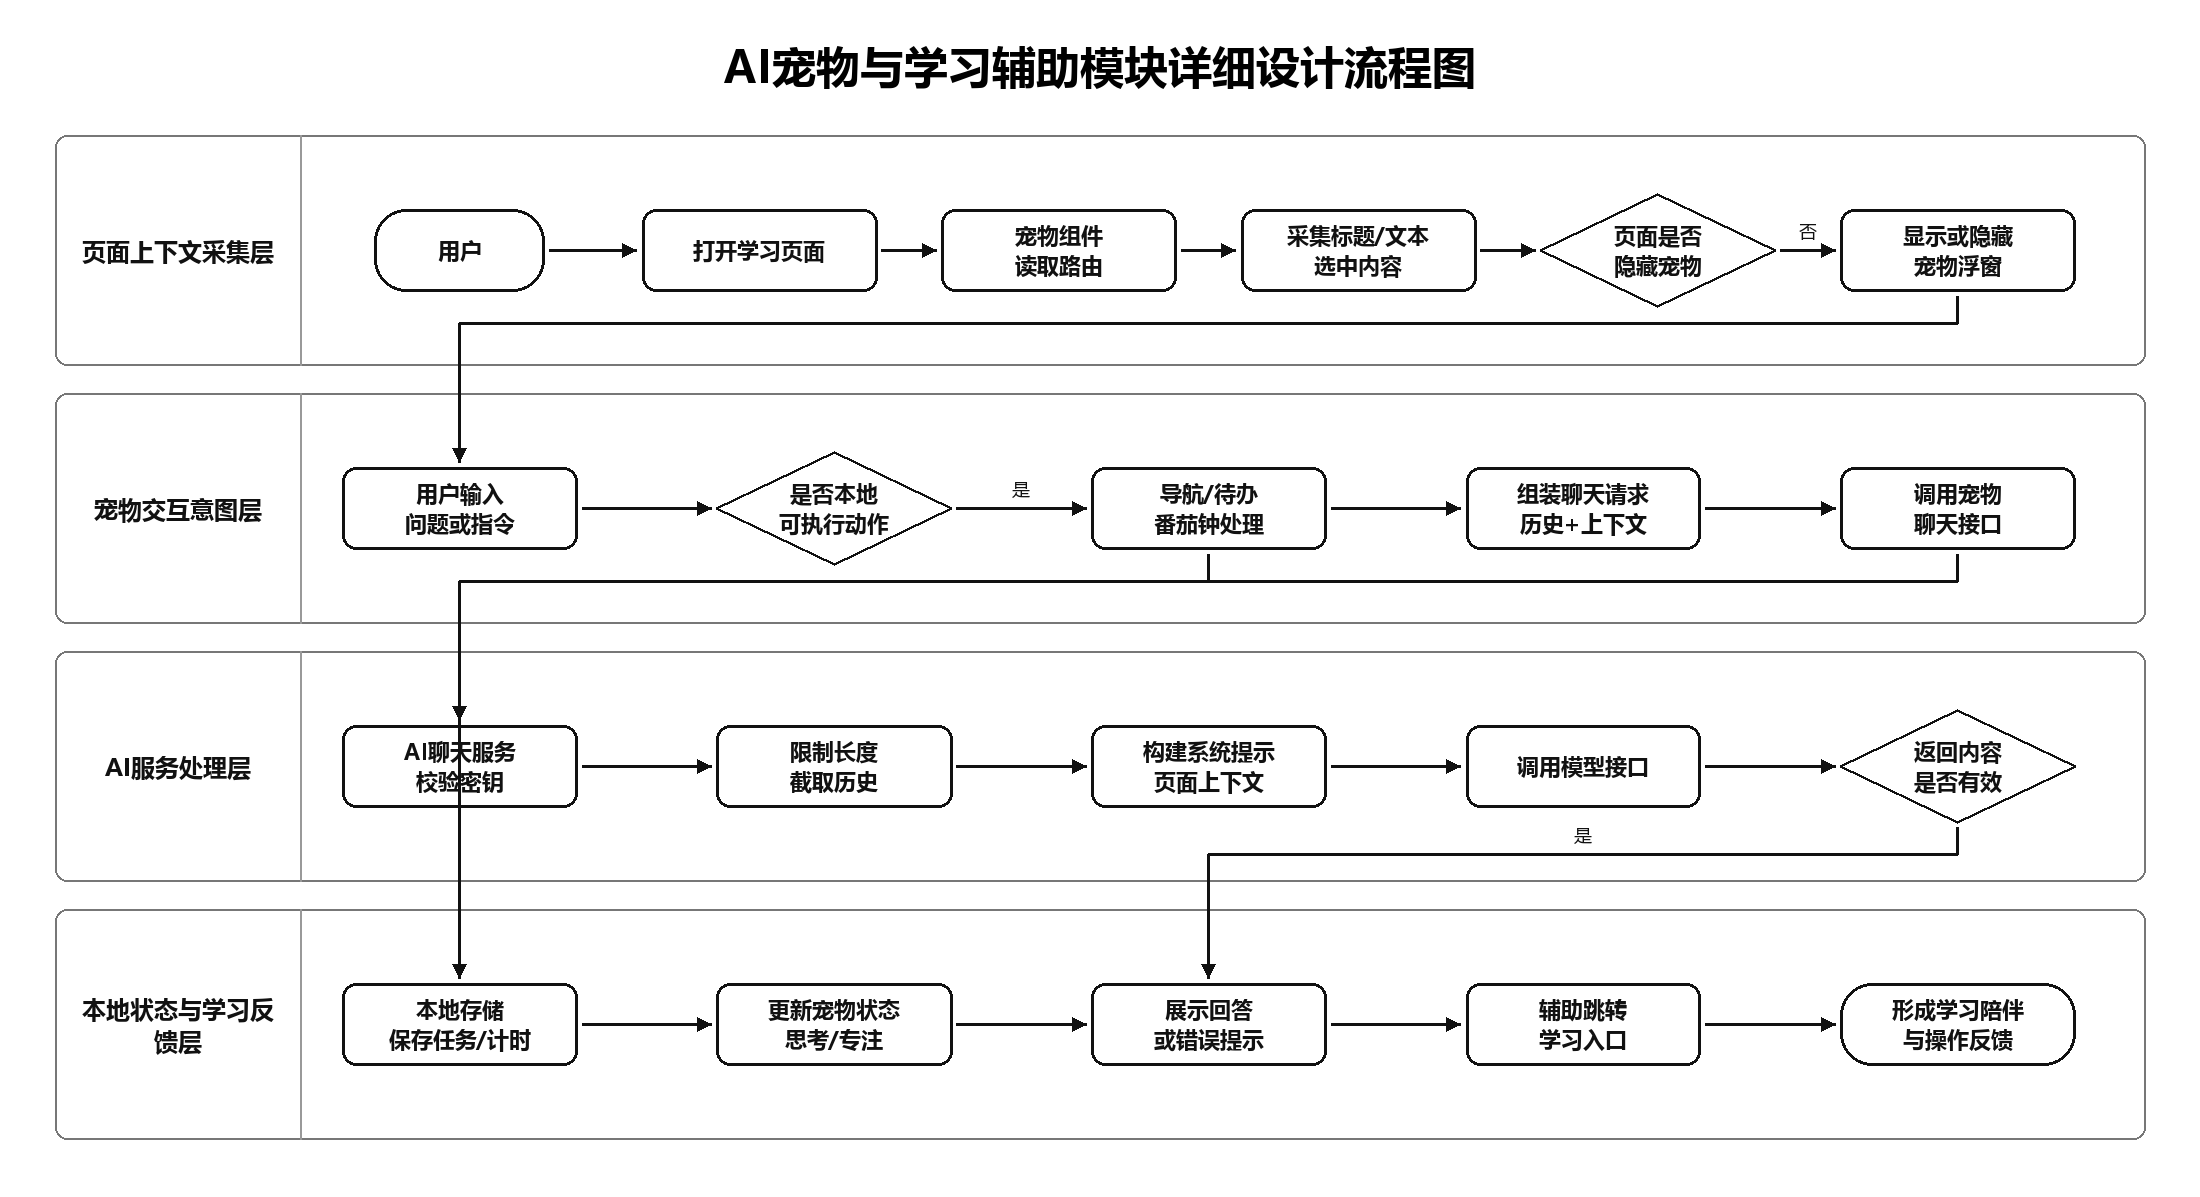 AI宠物与学习辅助模块详细设计流程图
页面上下文采集层
用户
打开学习页面
宠物组件
读取路由
采集标题/文本
选中内容
页面是否
隐藏宠物
否
显示或隐藏
宠物浮窗
宠物交互意图层
用户输入
问题或指令
是否本地
可执行动作
是
导航/待办
番茄钟处理
组装聊天请求
历史+上下文
调用宠物
聊天接口
AI服务处理层
AI聊天服务
校验密钥
限制长度
截取历史
构建系统提示
页面上下文
调用模型接口
返回内容
是否有效
是
本地状态与学习反
馈层
本地存储
保存任务/计时
更新宠物状态
思考/专注
展示回答
或错误提示
辅助跳转
学习入口
形成学习陪伴
与操作反馈